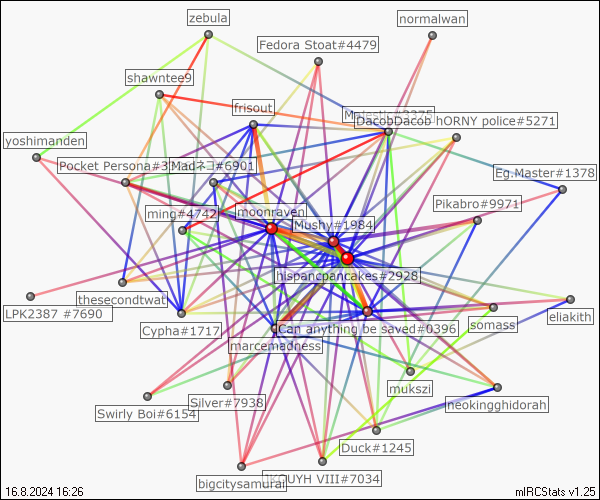 zebula
normalwan
Fedora Stoat#4479
shawntee9
frisout
DacobDacob hORNY police#5271
yoshimanden
Pocket Persona#3
Madネコ#6901
Eg.Master#1378
Pikabro#9971
ming#4742
moonraven
Mushy#1984
hispancpancakes#2928
thesecondtwat
LPK2387 #7690
Cypha#1717
Can anything be saved#0396
somass
eliakith
marcemadness
mukszi
neokingghidorah
Silver#7938
Swirly Boi#6154
Duck#1245
bigcitysamurai
UYH VIII#7034
16.8.2024 16:26
mIRCStats v1.25